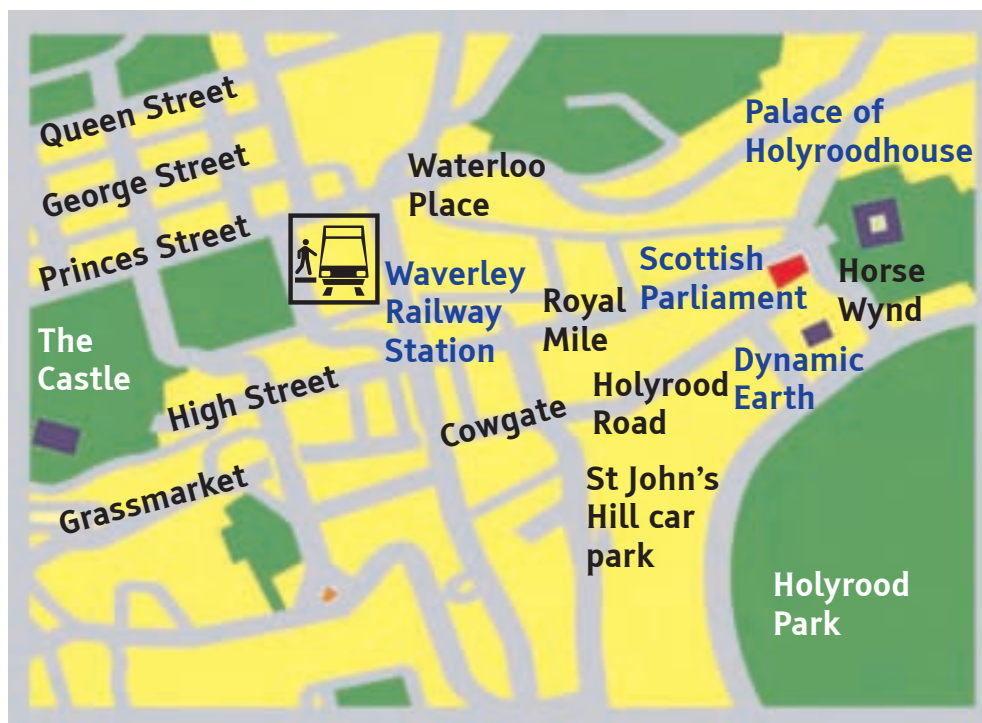 Queen Street
George Street
Princes Street
Waterloo
Place
Palace of
Holyroodhouse
Waverley
Railway
Station
Scottish
Parliament
Horse
Wynd
Royal
Mile
The
Castle
Dynamic
Earth
High Street
Holyrood
Road
Cowgate
Grassmarket
St John’s
Hill car
park
Holyrood
Park